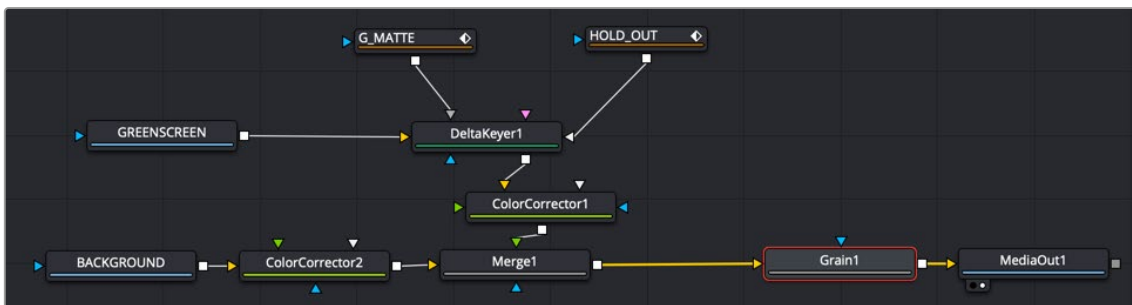 G_MATTE
HOLD_OUT
GREENSCREEN
DeltaKeyer1
ColorCorrector1
BACKGROUND
ColorCorrector2
Merge1
Grain1
MediaOut1